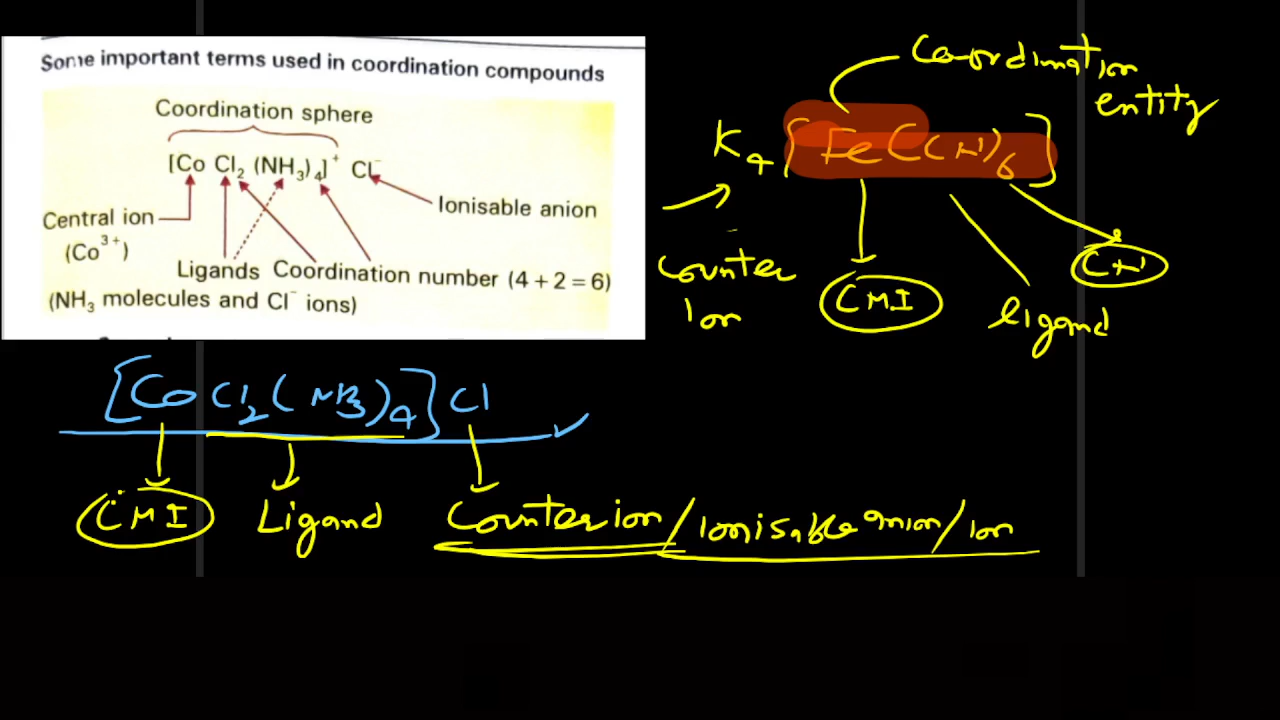 Some important terms used in coordination compounds
Coordination sphere
[Co Cl₂ (NH₃)₄]⁺ Cl⁻
Ionisable anion
Central ion
(Co³⁺)
Ligands Coordination number (4 + 2 = 6)
(NH₃ molecules and Cl⁻ ions)
Coordination
entity
K₄[Fe(CN)₆]
Counter
Ion
CMI
ligand
CN
[CoCl₂(NH₃)₄]Cl
CMI Ligand Counter ion/Ionisable anion/Ion